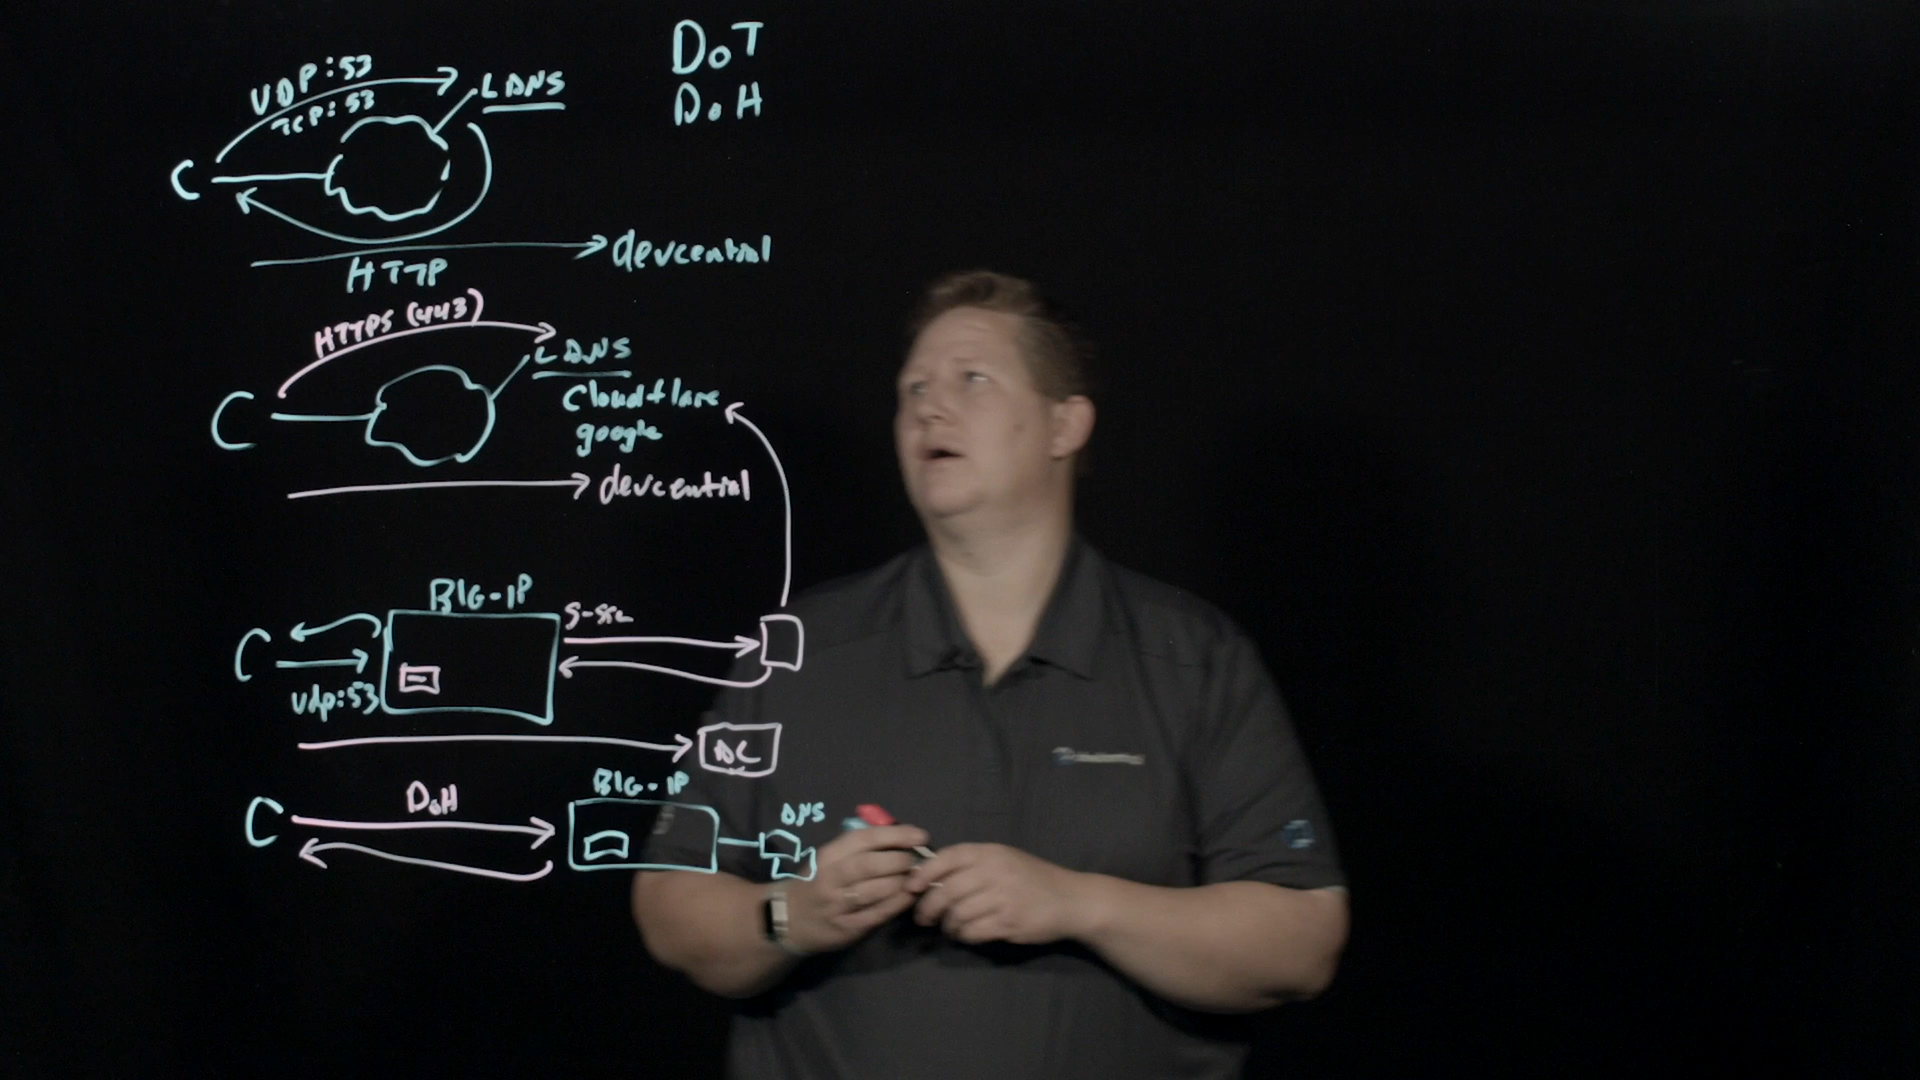 DoT
DoH
UDP:53
TCP:53
LDNS
C
devcentral
HTTP
HTTPS (443)
LDNS
C
Cloudflare
google
devcentral
BIG-IP
S-SSL
C
udp:53
DC
BIG-IP
DoH
C
DNS